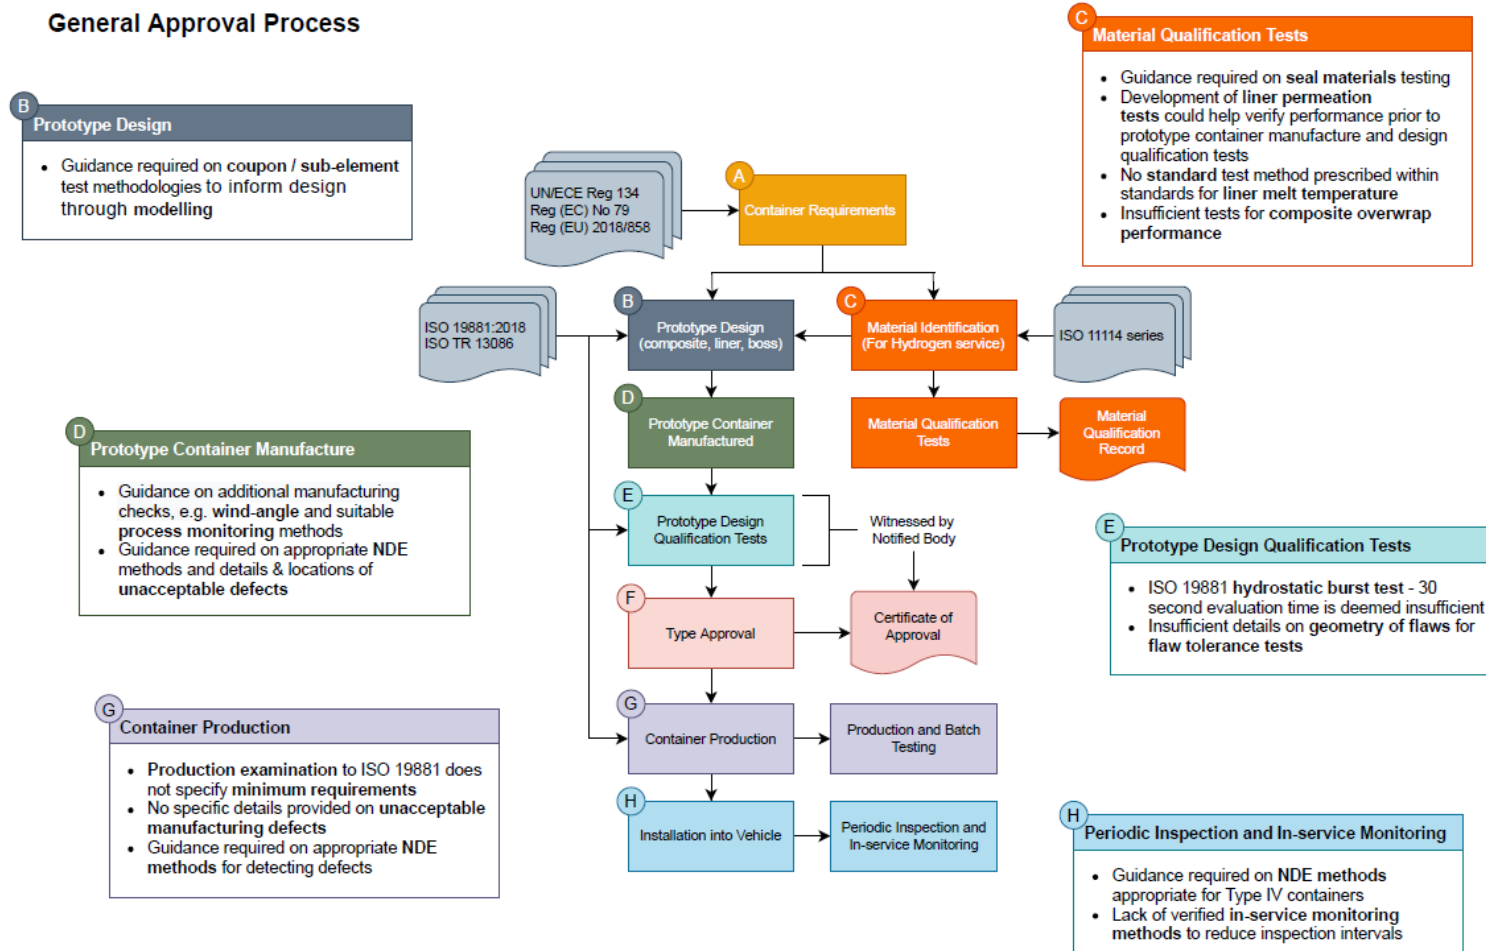 General Approval Process
C
Material Qualification Tests
• Guidance required on seal materials testing
• Development of liner permeation
tests could help verify performance prior to
prototype container manufacture and design
qualification tests
• No standard test method prescribed within
standards for liner melt temperature
• Insufficient tests for composite overwrap
performance
B
Prototype Design
• Guidance required on coupon / sub-element
test methodologies to inform design
through modelling
UN/ECE Reg 134
Reg (EC) No 79
Reg (EU) 2018/858
A
Container Requirements
ISO 19881:2018
ISO TR 13086
B
Prototype Design
(composite, liner, boss)
C
Material Identification
(For Hydrogen service)
ISO 11114 series
D
Prototype Container
Manufactured
Material Qualification
Tests
Material
Qualification
Record
D
Prototype Container Manufacture
• Guidance on additional manufacturing
checks, e.g. wind-angle and suitable
process monitoring methods
• Guidance required on appropriate NDE
methods and details & locations of
unacceptable defects
E
Prototype Design
Qualification Tests
Witnessed by
Notified Body
E
Prototype Design Qualification Tests
• ISO 19881 hydrostatic burst test - 30
second evaluation time is deemed insufficient
• Insufficient details on geometry of flaws for
flaw tolerance tests
F
Type Approval
Certificate of
Approval
G
Container Production
• Production examination to ISO 19881 does
not specify minimum requirements
• No specific details provided on unacceptable
manufacturing defects
• Guidance required on appropriate NDE
methods for detecting defects
G
Container Production
Production and Batch
Testing
H
Installation into Vehicle
Periodic Inspection and
In-service Monitoring
H
Periodic Inspection and In-service Monitoring
• Guidance required on NDE methods
appropriate for Type IV containers
• Lack of verified in-service monitoring
methods to reduce inspection intervals